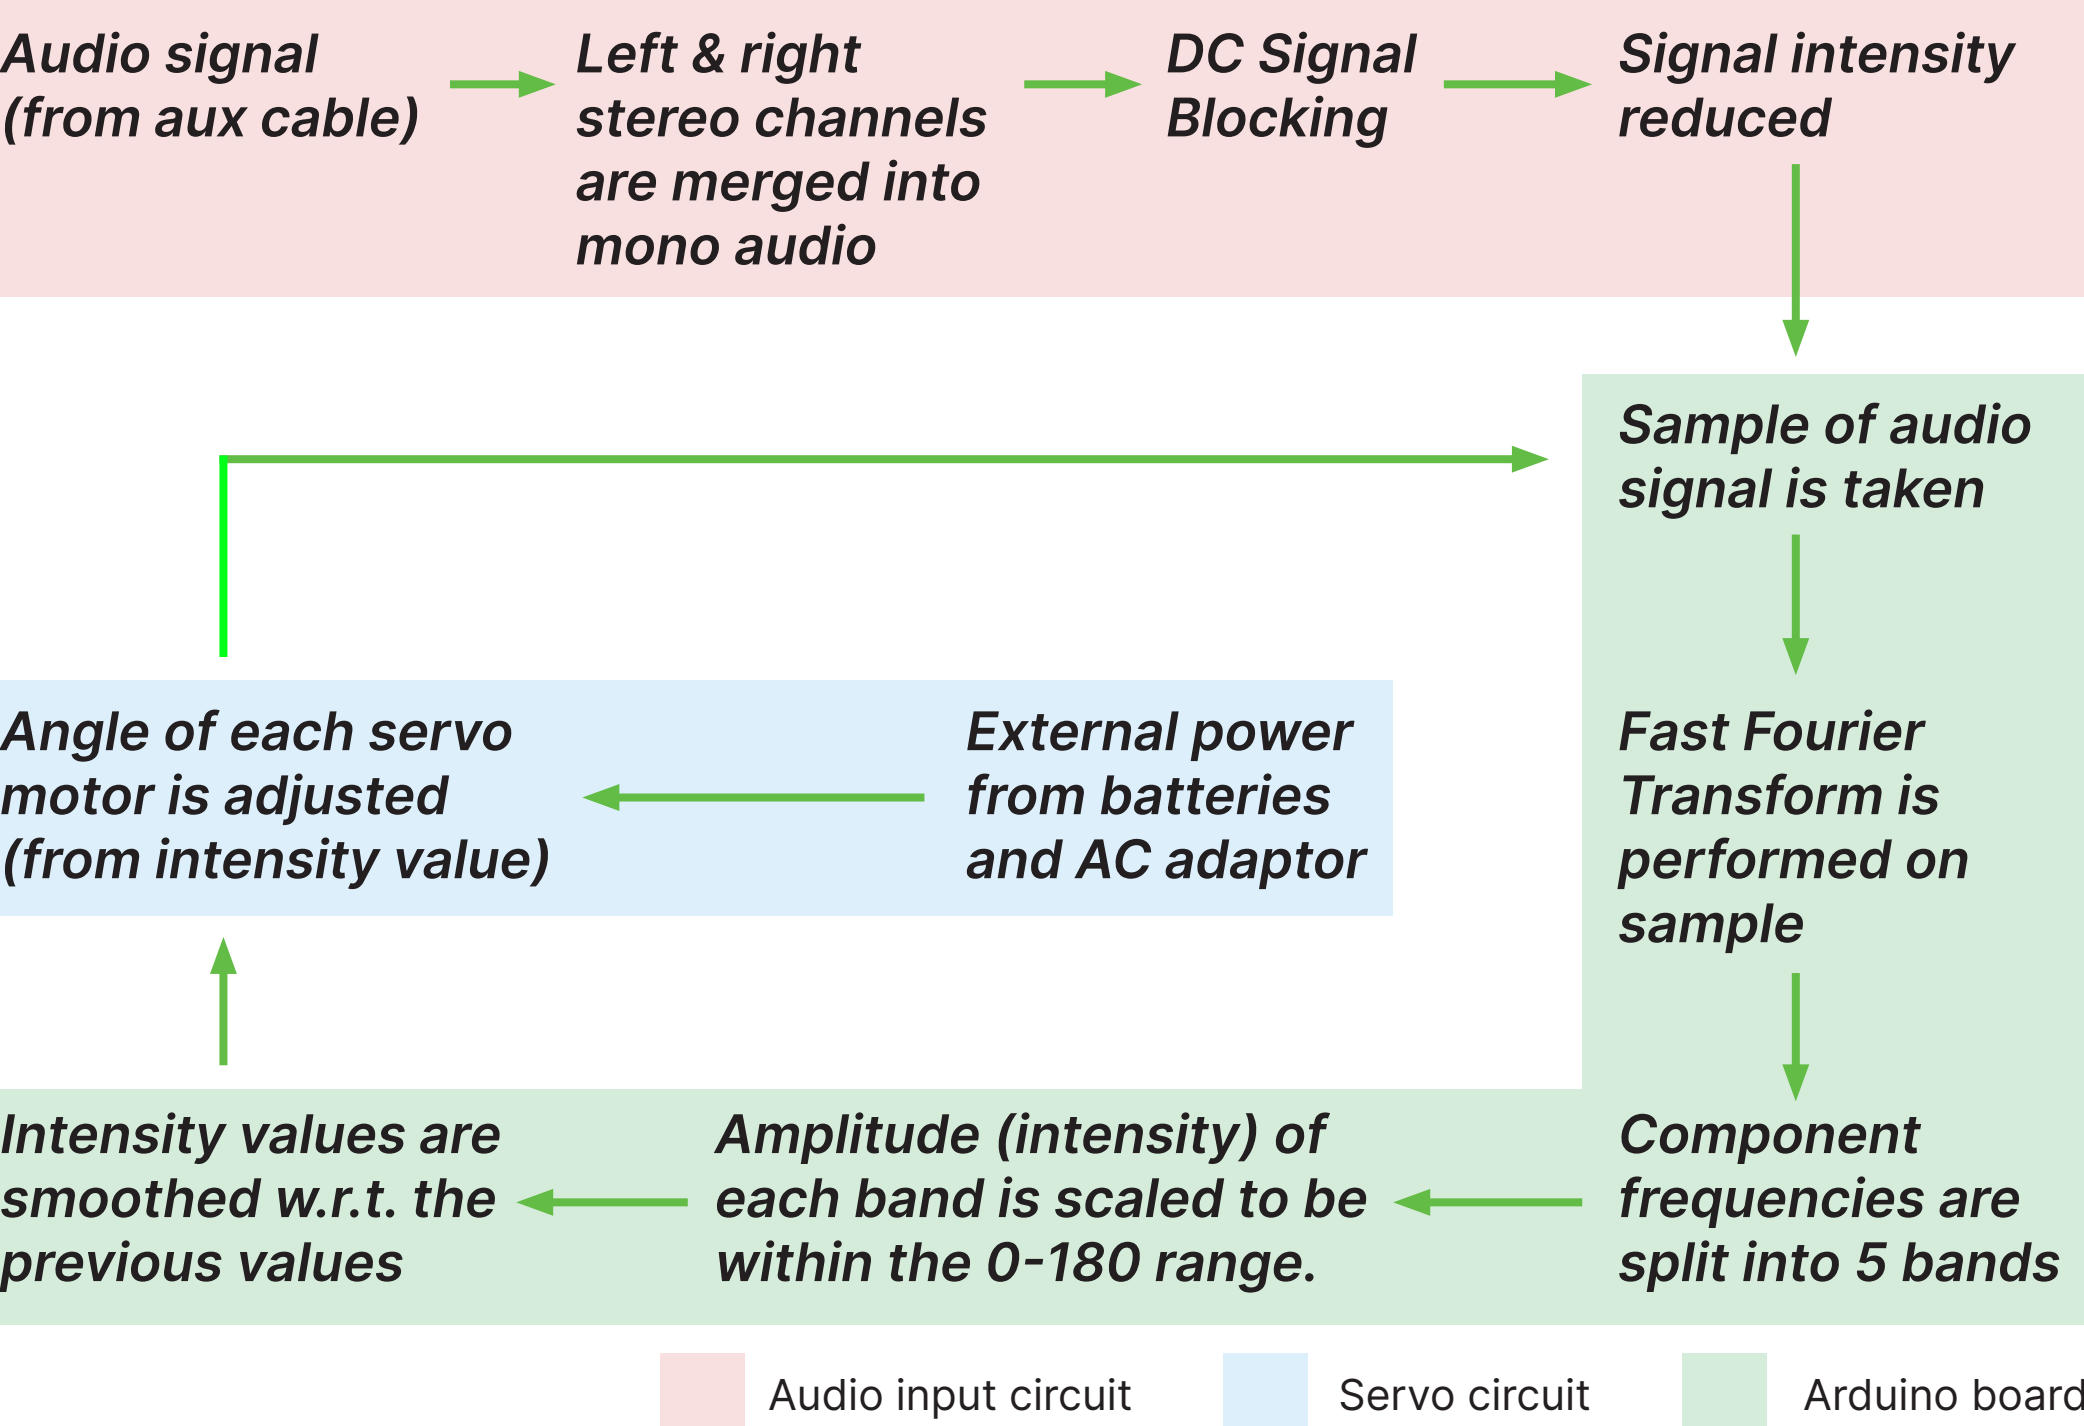 Audio signal
(from aux cable)
Left & right
stereo channels
are merged into
mono audio
DC Signal
Blocking
Signal intensity
reduced
Sample of audio
signal is taken
Fast Fourier
Transform is
performed on
sample
Component
frequencies are
split into 5 bands
Amplitude (intensity) of
each band is scaled to be
within the 0-180 range.
Intensity values are
smoothed w.r.t. the
previous values
Angle of each servo
motor is adjusted
(from intensity value)
External power
from batteries
and AC adaptor
Audio input circuit
Servo circuit
Arduino board